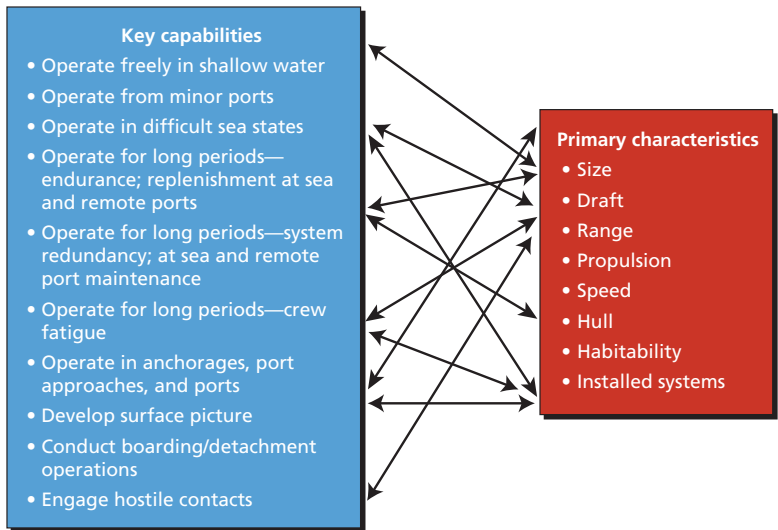 Key capabilities
• Operate freely in shallow water
• Operate from minor ports
• Operate in difficult sea states
• Operate for long periods—
endurance; replenishment at sea
and remote ports
• Operate for long periods—system
redundancy; at sea and remote
port maintenance
• Operate for long periods—crew
fatigue
• Operate in anchorages, port
approaches, and ports
• Develop surface picture
• Conduct boarding/detachment
operations
• Engage hostile contacts
Primary characteristics
• Size
• Draft
• Range
• Propulsion
• Speed
• Hull
• Habitability
• Installed systems